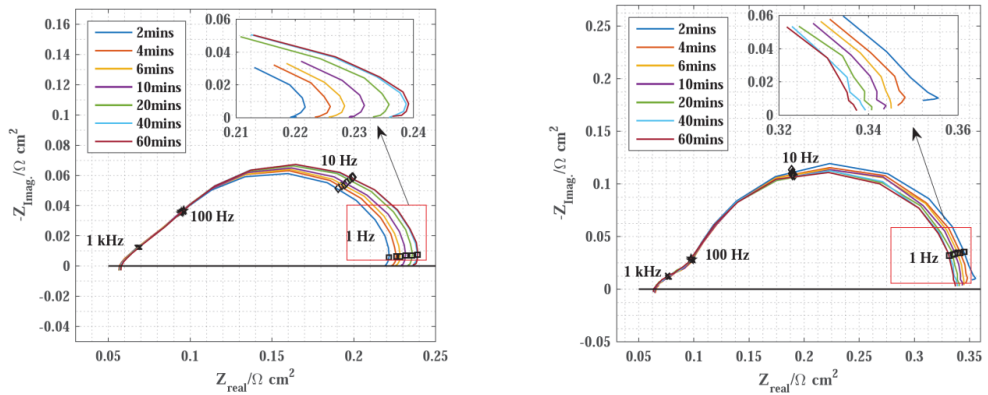 0.16
0.14
0.12
0.1
0.08
0.06
0.04
0.02
0
-0.02
-0.04
-Z_Imag./Ω cm²
2mins
4mins
6mins
10mins
20mins
40mins
60mins
0.06
0.04
0.02
0
0.21 0.22 0.23 0.24
10 Hz
100 Hz
1 kHz
1 Hz
0.05 0.1 0.15 0.2 0.25
Z_real/Ω cm²
0.25
0.2
0.15
0.1
0.05
0
-0.05
-Z_Imag./Ω cm²
2mins
4mins
6mins
10mins
20mins
40mins
60mins
0.06
0.04
0.02
0
0.32 0.34 0.36
10 Hz
100 Hz
1 kHz
1 Hz
0.05 0.1 0.15 0.2 0.25 0.3 0.35
Z_real/Ω cm²